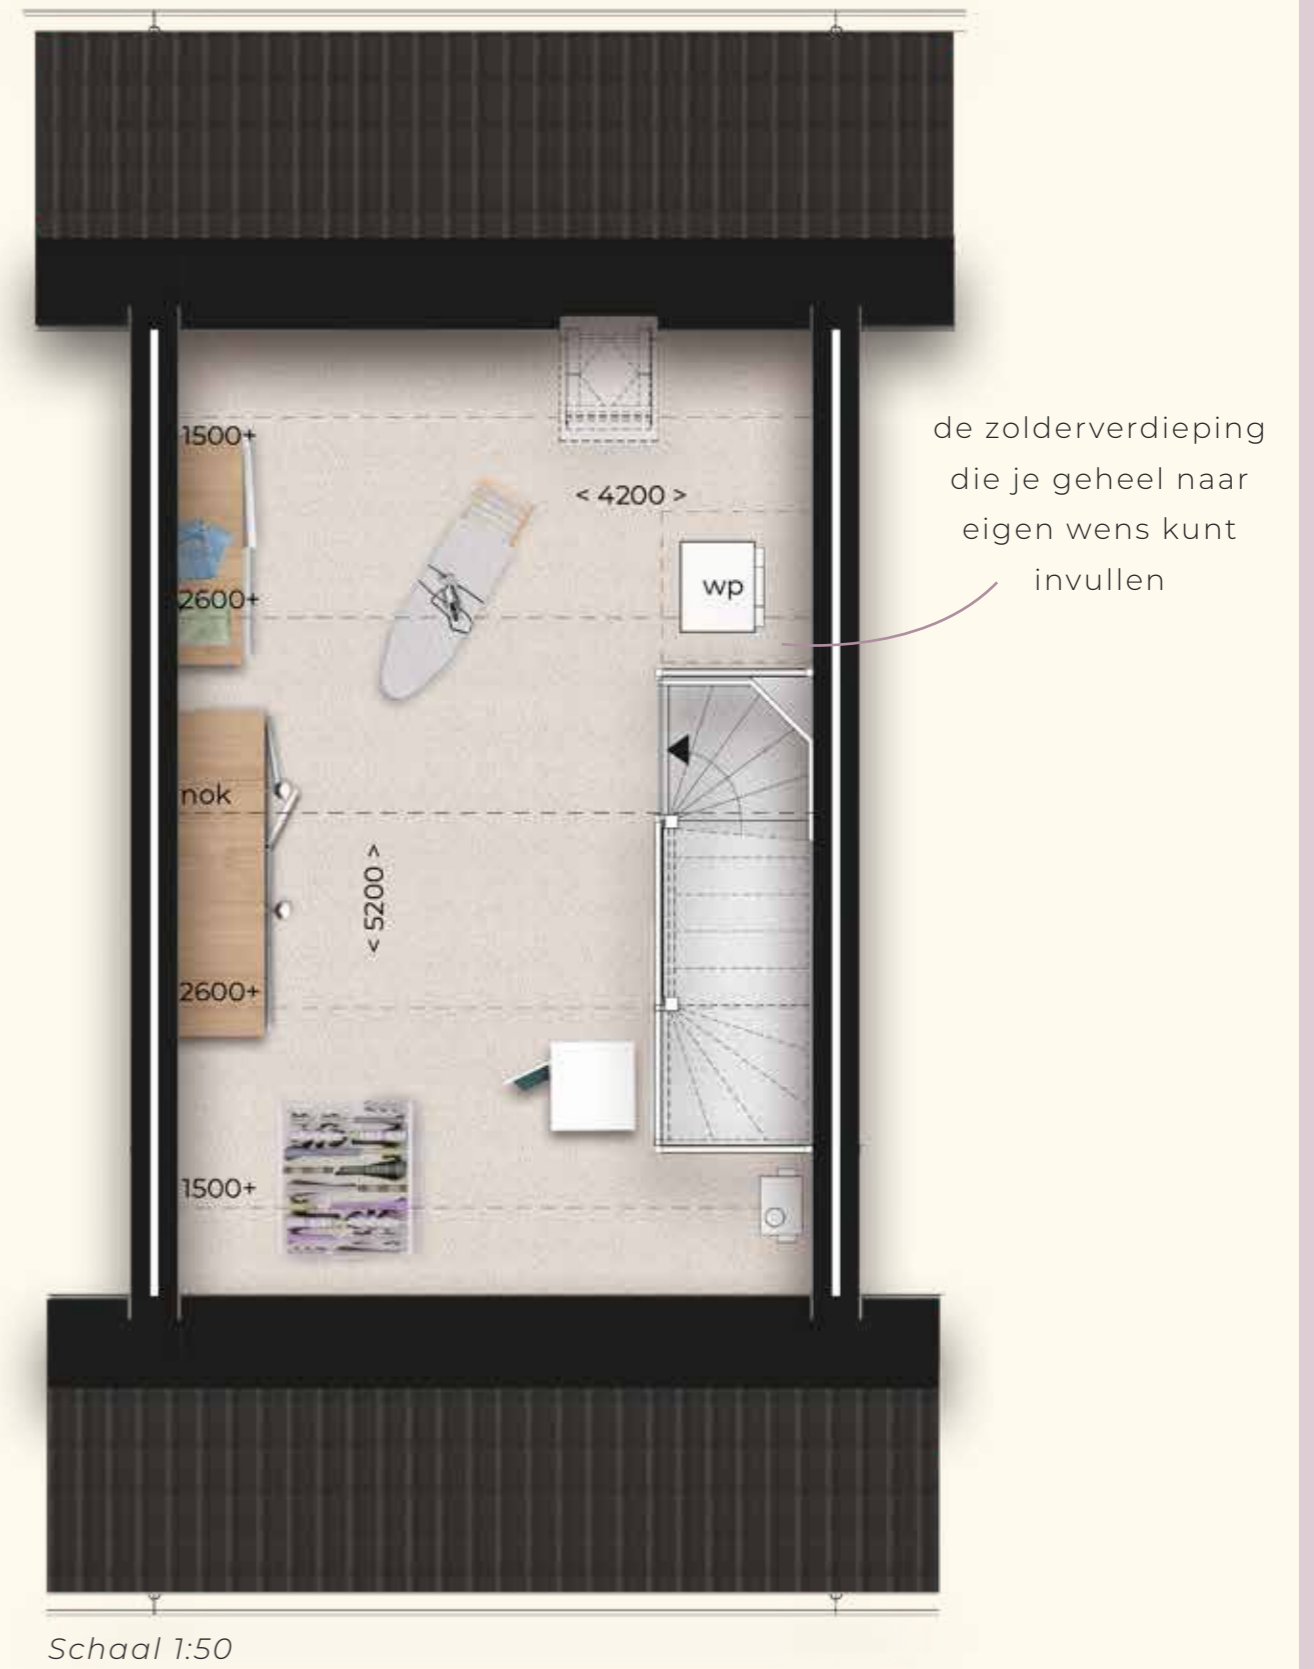 1500+
< 4200 >
de zolderverdieping
die je geheel naar
eigen wens kunt
invullen
wp
2600+
nok
< 5200 >
2600+
1500+
Schaal 1:50